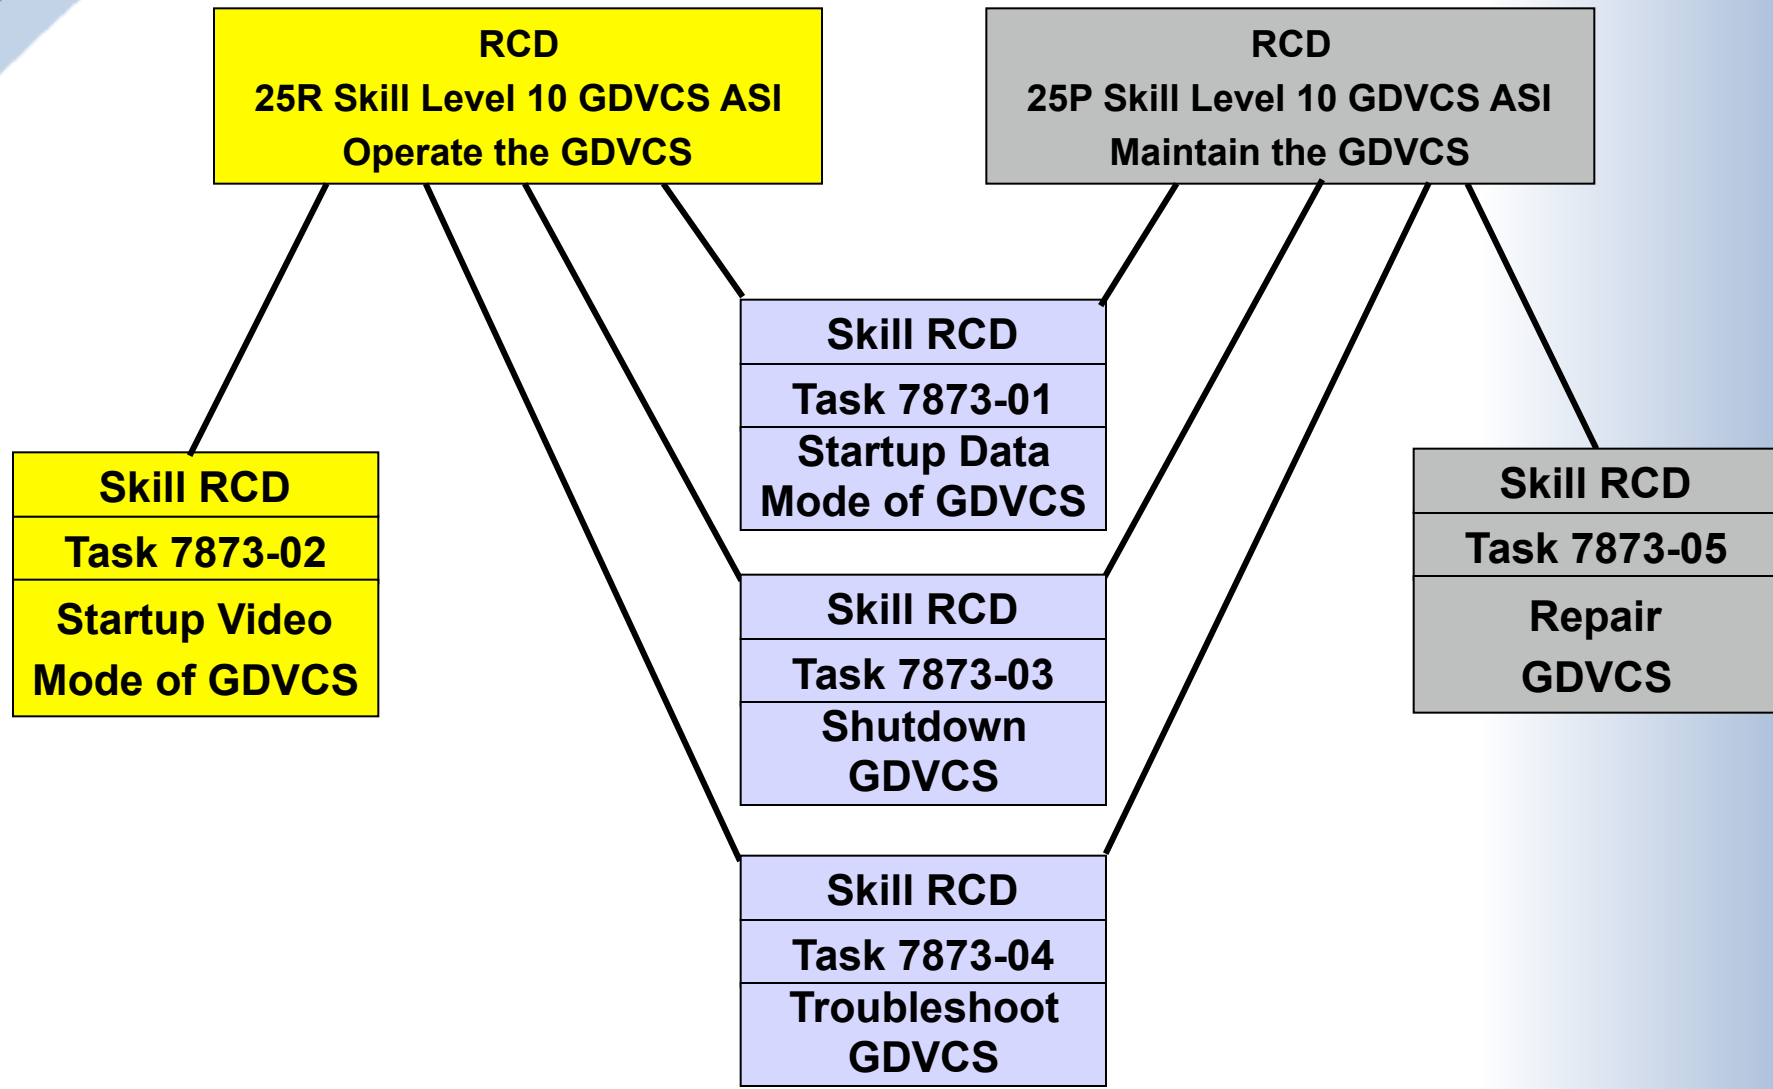 RCD
25R Skill Level 10 GDVCS ASI
Operate the GDVCS
RCD
25P Skill Level 10 GDVCS ASI
Maintain the GDVCS
Skill RCD
Task 7873-01
Startup Data
Mode of GDVCS
Skill RCD
Task 7873-02
Startup Video
Mode of GDVCS
Skill RCD
Task 7873-05
Repair
GDVCS
Skill RCD
Task 7873-03
Shutdown
GDVCS
Skill RCD
Task 7873-04
Troubleshoot
GDVCS